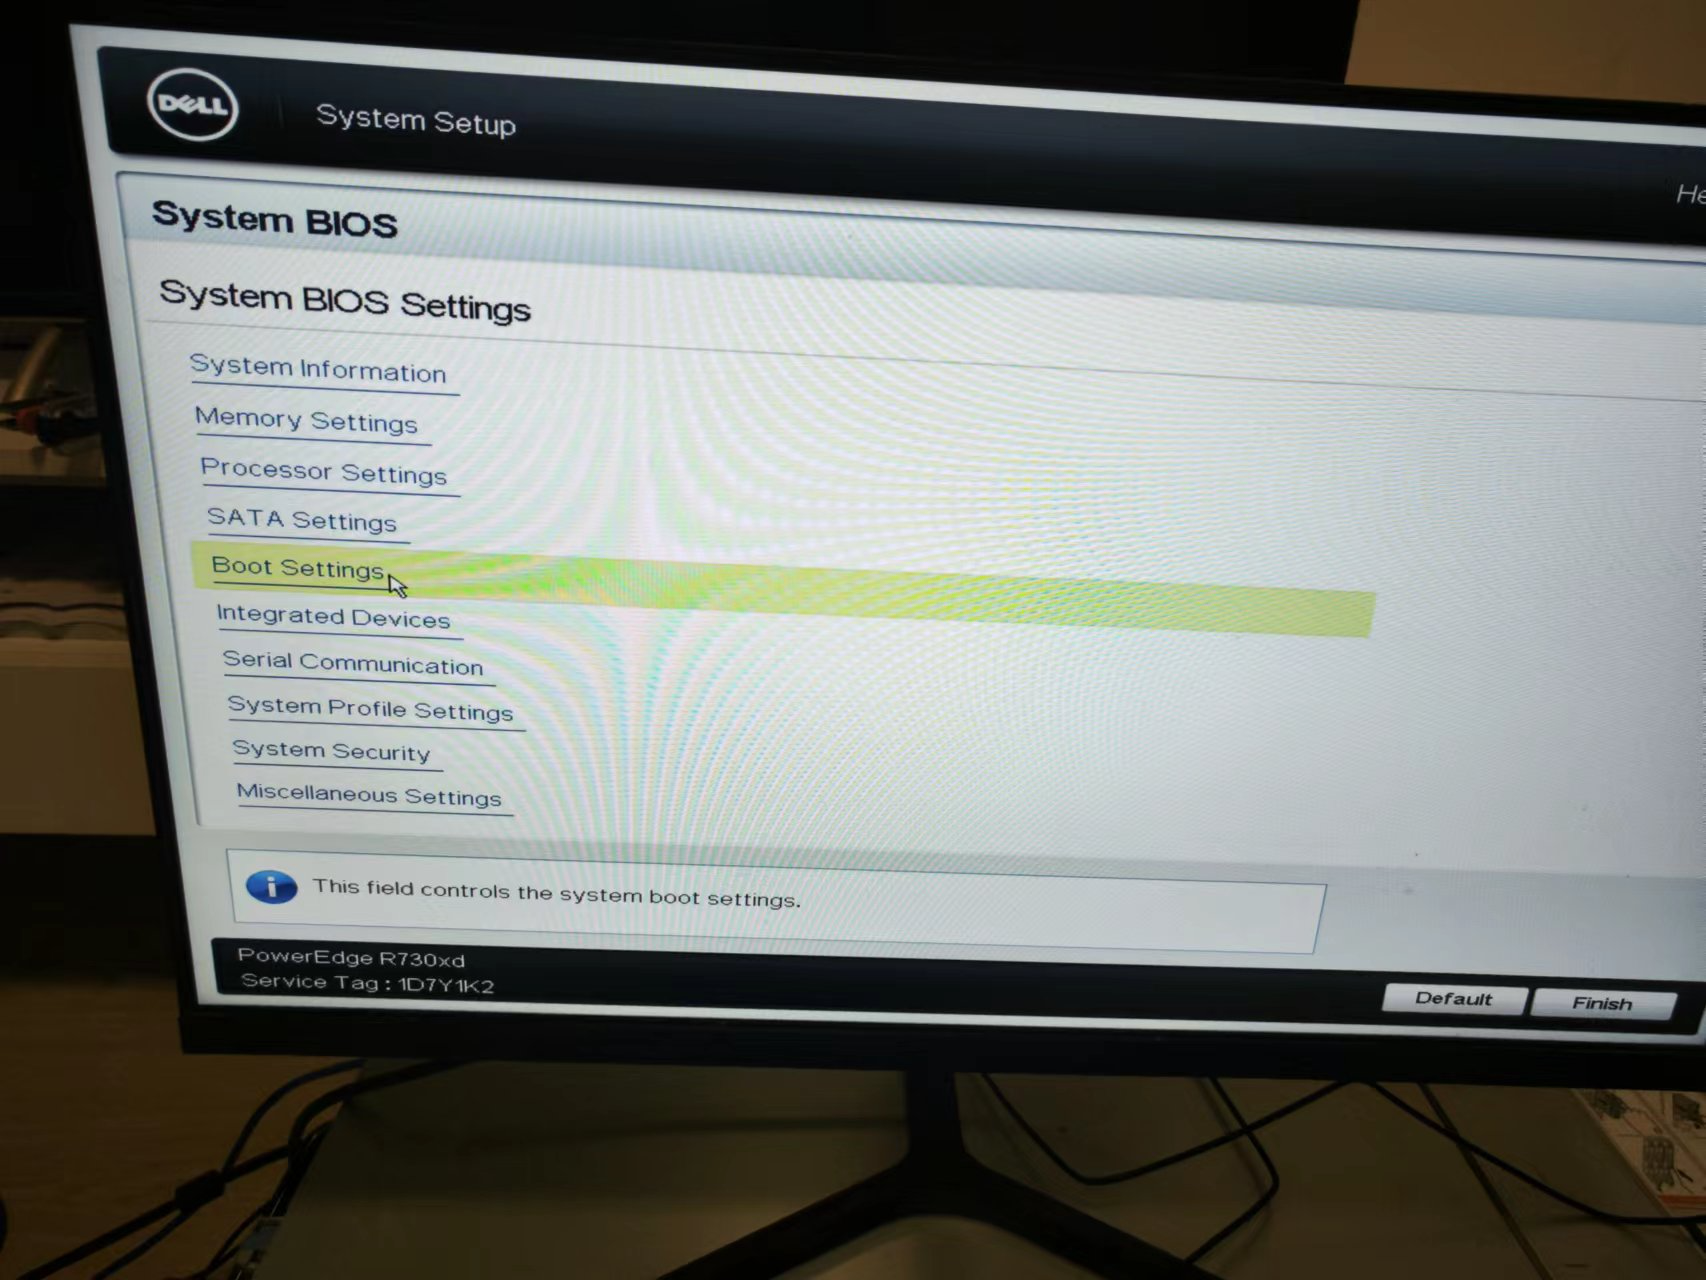 DELL
System Setup
He
System BIOS
System BIOS Settings
System Information
Memory Settings
Processor Settings
SATA Settings
Boot Settings
Integrated Devices
Serial Communication
System Profile Settings
System Security
Miscellaneous Settings
This field controls the system boot settings.
PowerEdge R730xd
Service Tag : 1D7Y1K2
Default
Finish